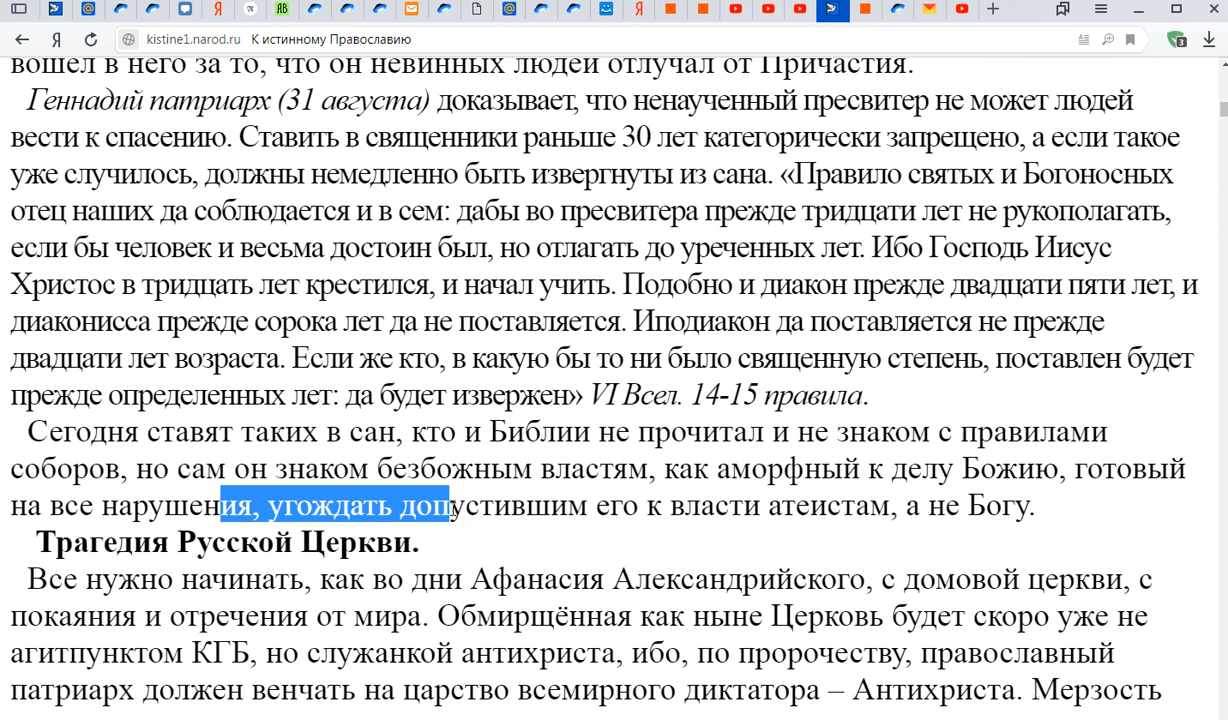 kistine1.narod.ru К истинному Православию
3
вошел в него за то, что он невинных людей отлучал от Причастия.
Геннадий патриарх (31 августа) доказывает, что ненаученный пресвитер не может людей
вести к спасению. Ставить в священники раньше 30 лет категорически запрещено, а если такое
уже случилось, должны немедленно быть извергнуты из сана. «Правило святых и Богоносных
отец наших да соблюдается и в сем: дабы во пресвитера прежде тридцати лет не рукополагать,
если бы человек и весьма достоин был, но отлагать до уреченных лет. Ибо Господь Иисус
Христос в тридцать лет крестился, и начал учить. Подобно и диакон прежде двадцати пяти лет, и
диаконисса прежде сорока лет да не поставляется. Иподиакон да поставляется не прежде
двадцати лет возраста. Если же кто, в какую бы то ни было священную степень, поставлен будет
прежде определенных лет: да будет извержен» VI Всел. 14-15 правила.
Сегодня ставят таких в сан, кто и Библии не прочитал и не знаком с правилами
соборов, но сам он знаком безбожным властям, как аморфный к делу Божию, готовый
на все нарушения, угождать допустившим его к власти атеистам, а не Богу.
Трагедия Русской Церкви.
Все нужно начинать, как во дни Афанасия Александрийского, с домовой церкви, с
покаяния и отречения от мира. Обмирщённая как ныне Церковь будет скоро уже не
агитпунктом КГБ, но служанкой антихриста, ибо, по пророчеству, православный
патриарх должен венчать на царство всемирного диктатора – Антихриста. Мерзость